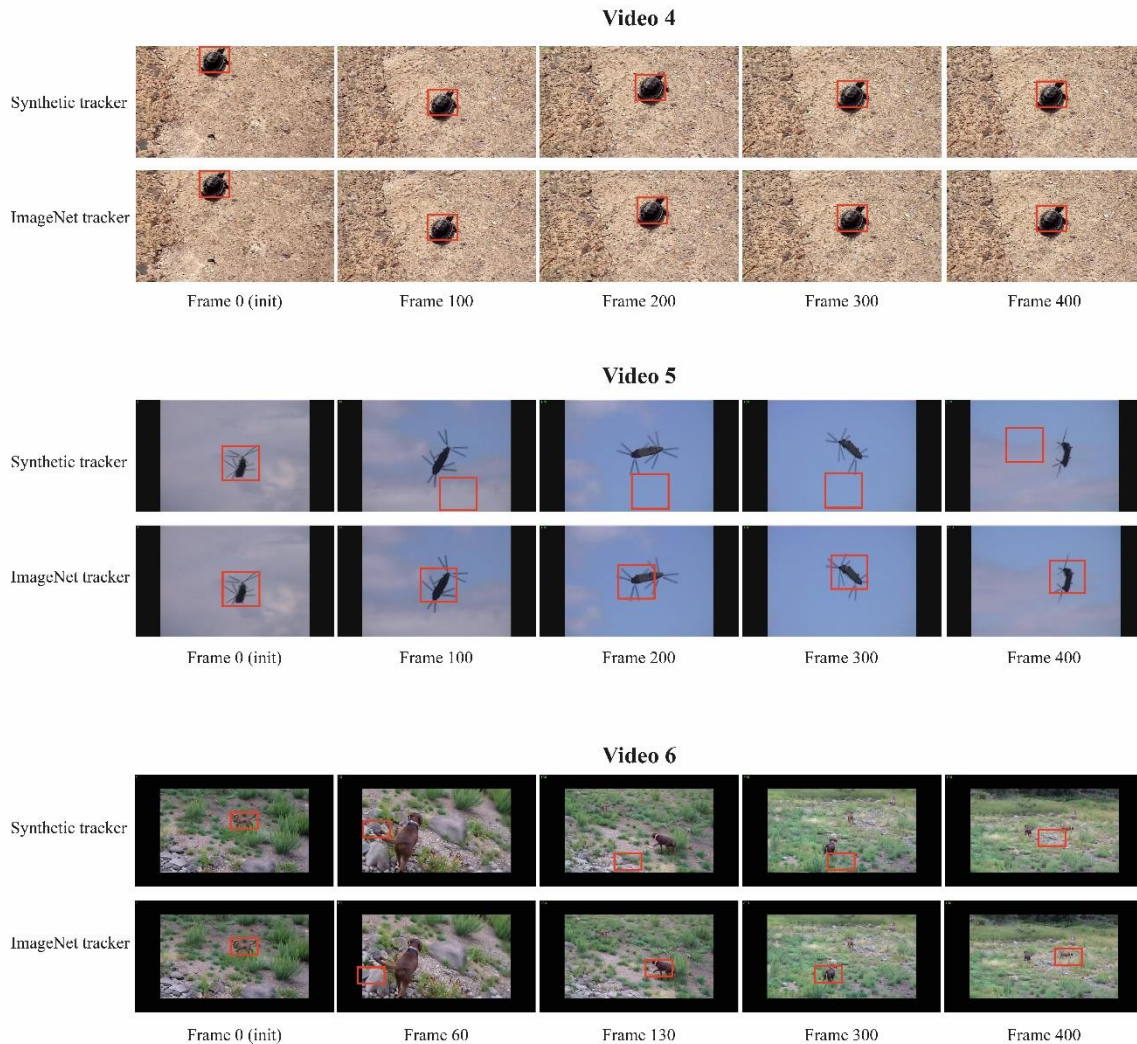 Video 4
Synthetic tracker
ImageNet tracker
Frame 0 (init) Frame 100 Frame 200 Frame 300 Frame 400
Video 5
Synthetic tracker
ImageNet tracker
Frame 0 (init) Frame 100 Frame 200 Frame 300 Frame 400
Video 6
Synthetic tracker
ImageNet tracker
Frame 0 (init) Frame 60 Frame 130 Frame 300 Frame 400